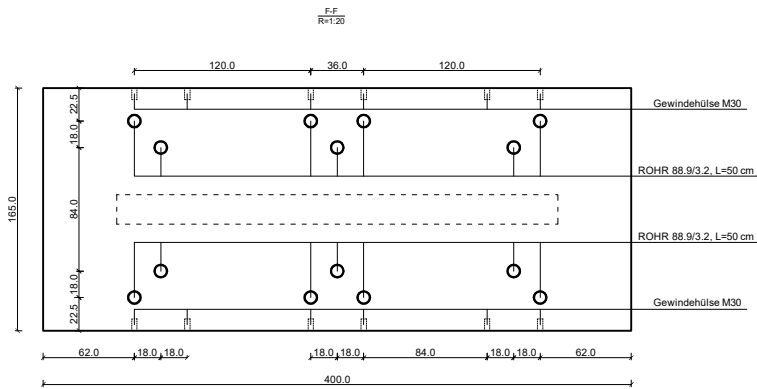 F-F
R=1:20
120.0 36.0 120.0
22.5
Gewindehülse M30
18.0
ROHR 88.9/3.2, L=50 cm
84.0
165.0
ROHR 88.9/3.2, L=50 cm
18.0
Gewindehülse M30
22.5
62.0 18.0 18.0 18.0 18.0 84.0 18.0 18.0 62.0
400.0